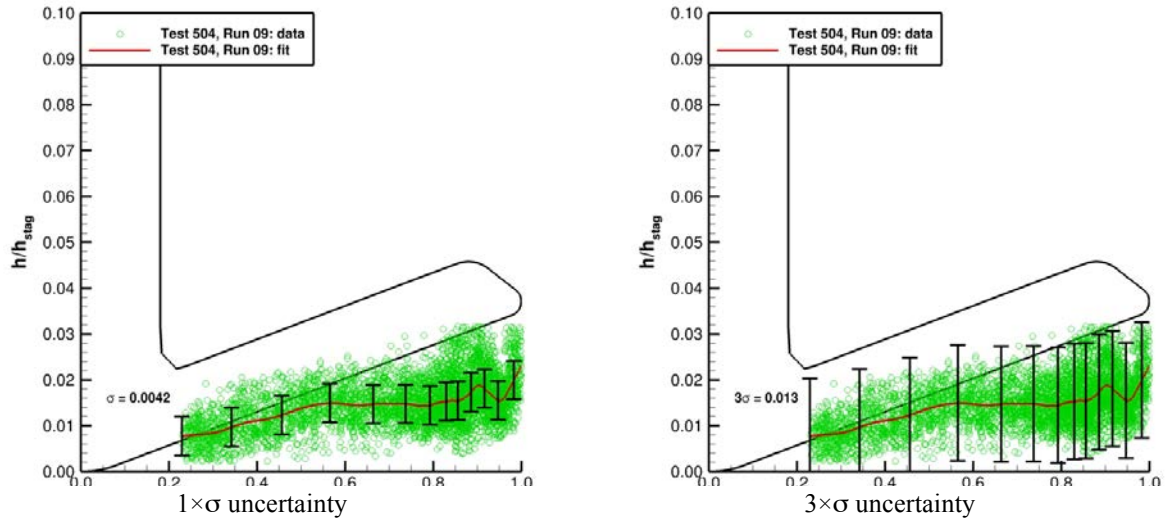 0.10
0.09
0.08
0.07
0.06
0.05
0.04
0.03
0.02
0.01
0.00
h/h_stag
Test 504, Run 09: data
Test 504, Run 09: fit
σ = 0.0042
0.0 0.2 0.4 0.6 0.8 1.0
1×σ uncertainty
0.10
0.09
0.08
0.07
0.06
0.05
0.04
0.03
0.02
0.01
0.00
h/h_stag
Test 504, Run 09: data
Test 504, Run 09: fit
3σ = 0.013
0.0 0.2 0.4 0.6 0.8 1.0
3×σ uncertainty